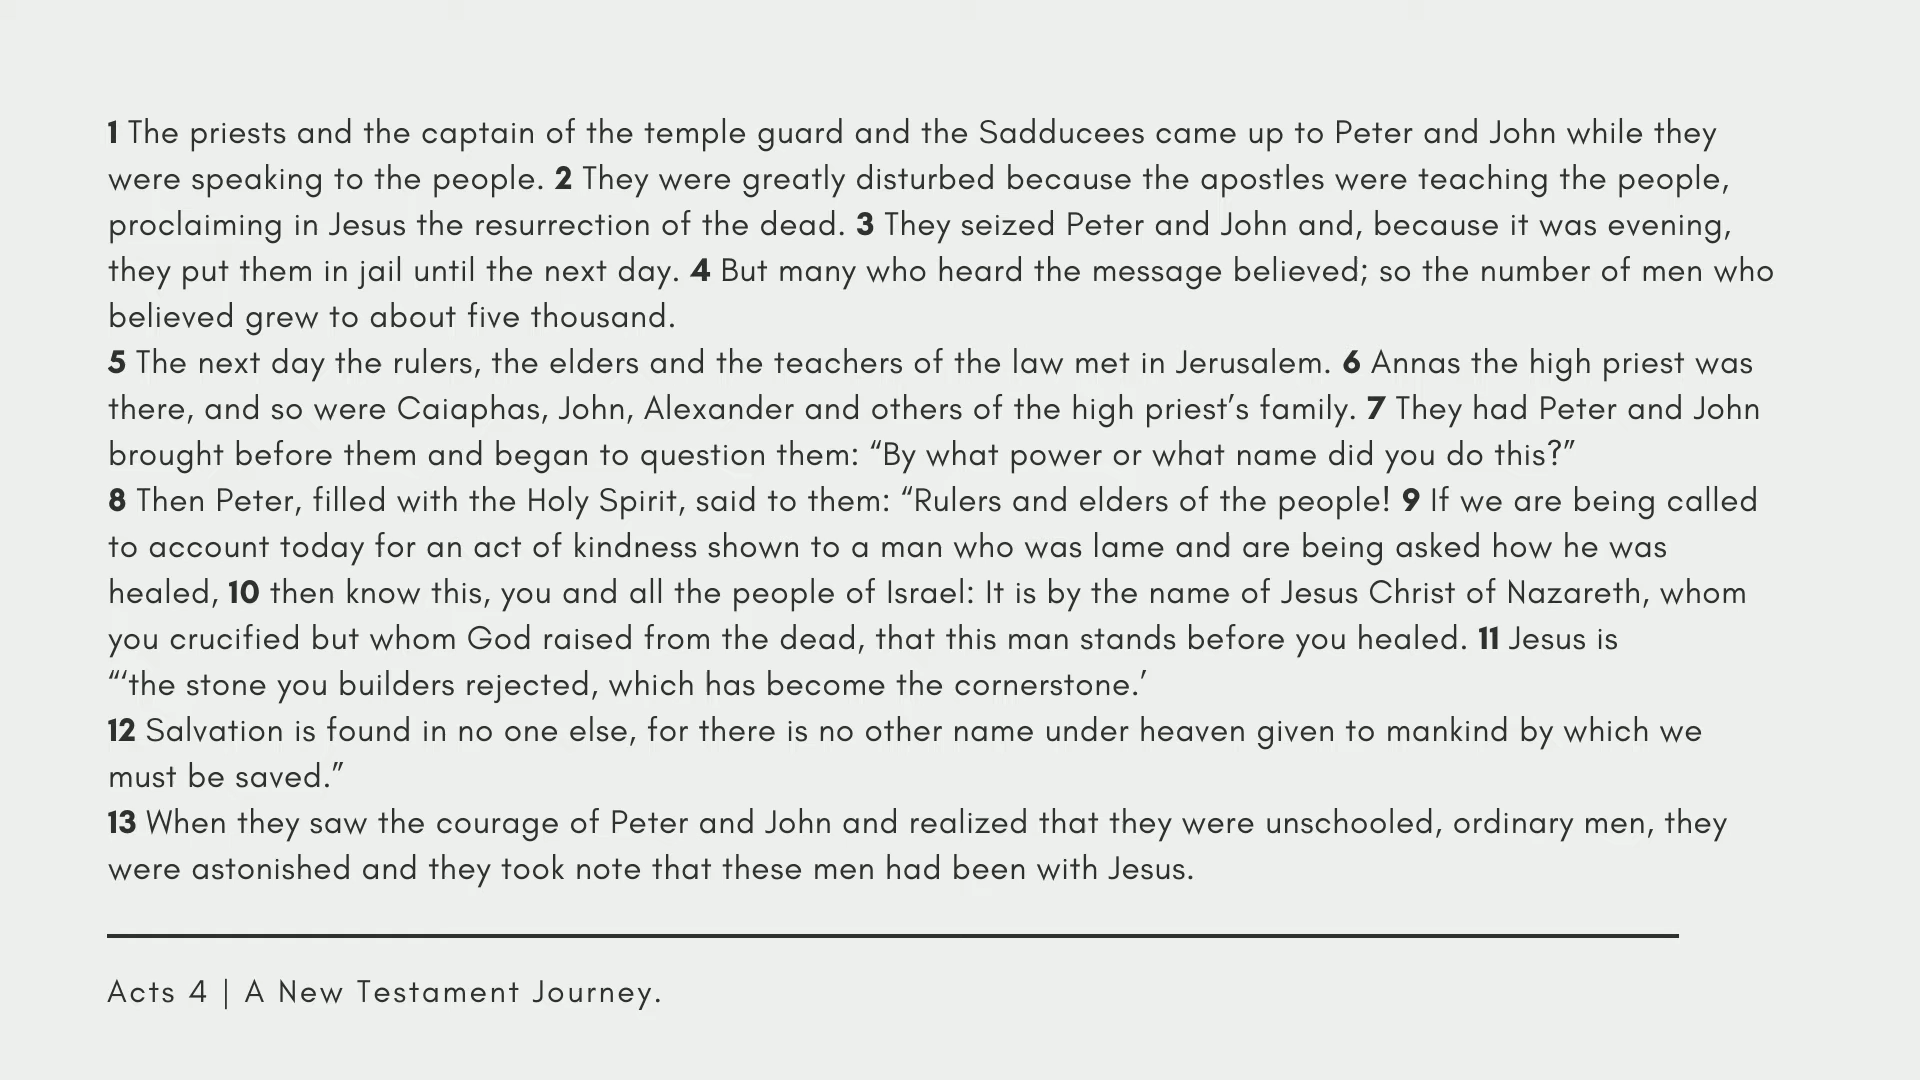 1 The priests and the captain of the temple guard and the Sadducees came up to Peter and John while they
were speaking to the people. 2 They were greatly disturbed because the apostles were teaching the people,
proclaiming in Jesus the resurrection of the dead. 3 They seized Peter and John and, because it was evening,
they put them in jail until the next day. 4 But many who heard the message believed; so the number of men who
believed grew to about five thousand.
5 The next day the rulers, the elders and the teachers of the law met in Jerusalem. 6 Annas the high priest was
there, and so were Caiaphas, John, Alexander and others of the high priest’s family. 7 They had Peter and John
brought before them and began to question them: “By what power or what name did you do this?”
8 Then Peter, filled with the Holy Spirit, said to them: “Rulers and elders of the people! 9 If we are being called
to account today for an act of kindness shown to a man who was lame and are being asked how he was
healed, 10 then know this, you and all the people of Israel: It is by the name of Jesus Christ of Nazareth, whom
you crucified but whom God raised from the dead, that this man stands before you healed. 11 Jesus is
“‘the stone you builders rejected, which has become the cornerstone.’
12 Salvation is found in no one else, for there is no other name under heaven given to mankind by which we
must be saved.”
13 When they saw the courage of Peter and John and realized that they were unschooled, ordinary men, they
were astonished and they took note that these men had been with Jesus.
Acts 4 | A New Testament Journey.